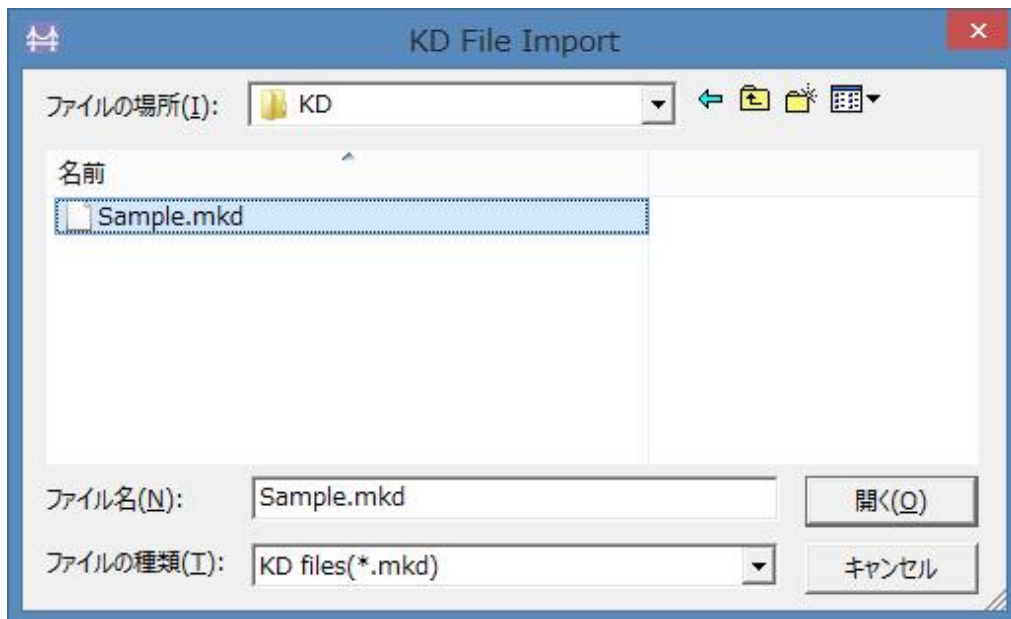 KD File Import
ファイルの場所(I):
KD
名前
Sample.mkd
ファイル名(N):
Sample.mkd
開く(O)
ファイルの種類(T):
KD files(*.mkd)
キャンセル